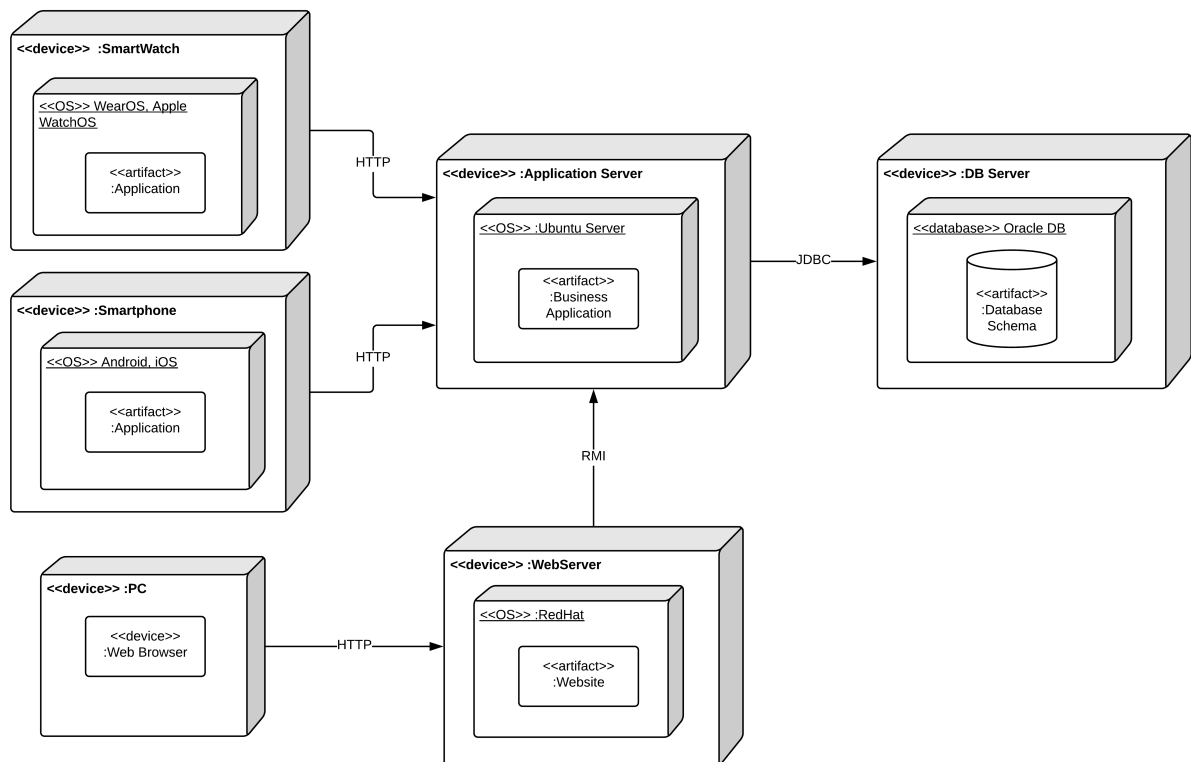 <<device>>  :SmartWatch
<<OS>> WearOS, Apple
WatchOS
<<artifact>>
:Application
HTTP
<<device>> :Application Server
<<OS>> :Ubuntu Server
<<artifact>>
:Business
Application
JDBC
<<device>> :DB Server
<<database>> Oracle DB
<<artifact>>
:Database
Schema
<<device>> :Smartphone
<<OS>> Android, iOS
<<artifact>>
:Application
HTTP
RMI
<<device>> :PC
<<device>>
:Web Browser
HTTP
<<device>> :WebServer
<<OS>> :RedHat
<<artifact>>
:Website